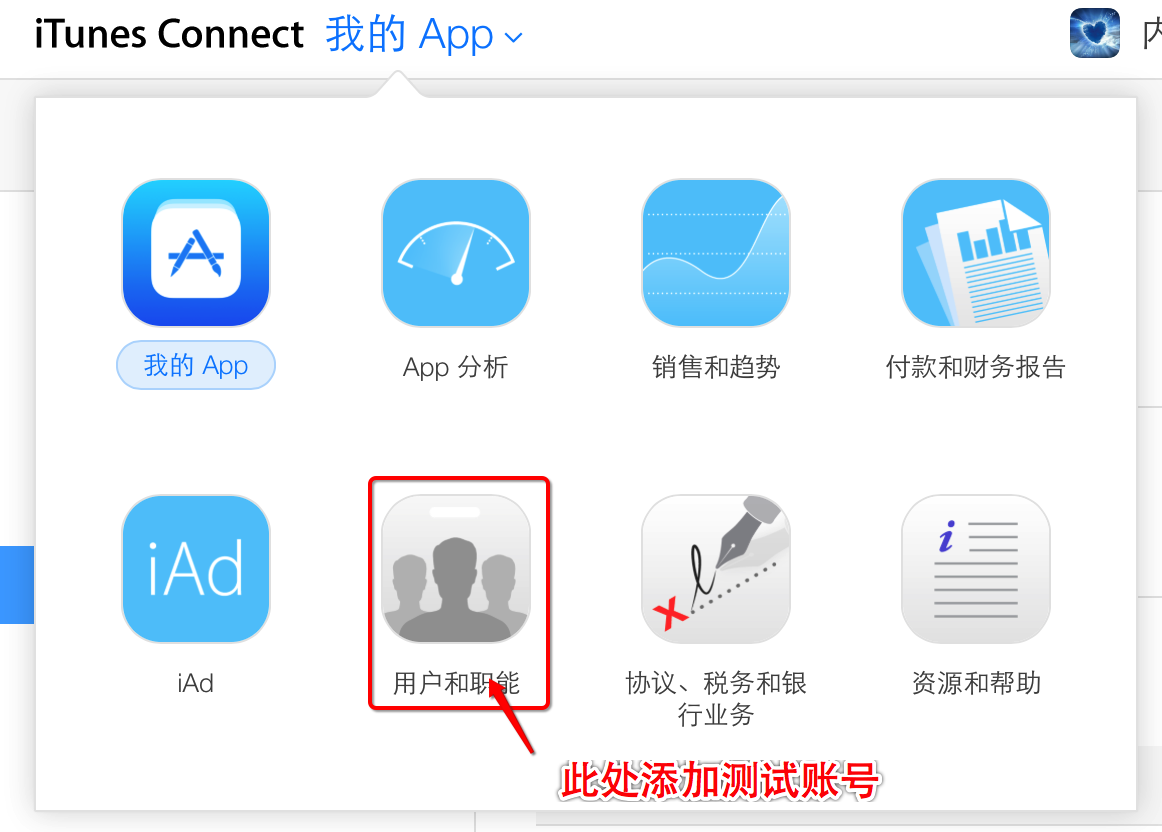 iTunes Connect 我的 App
内
我的 App
App 分析
销售和趋势
付款和财务报告
iAd
iAd
用户和职能
协议、税务和银
行业务
资源和帮助
此处添加测试账号